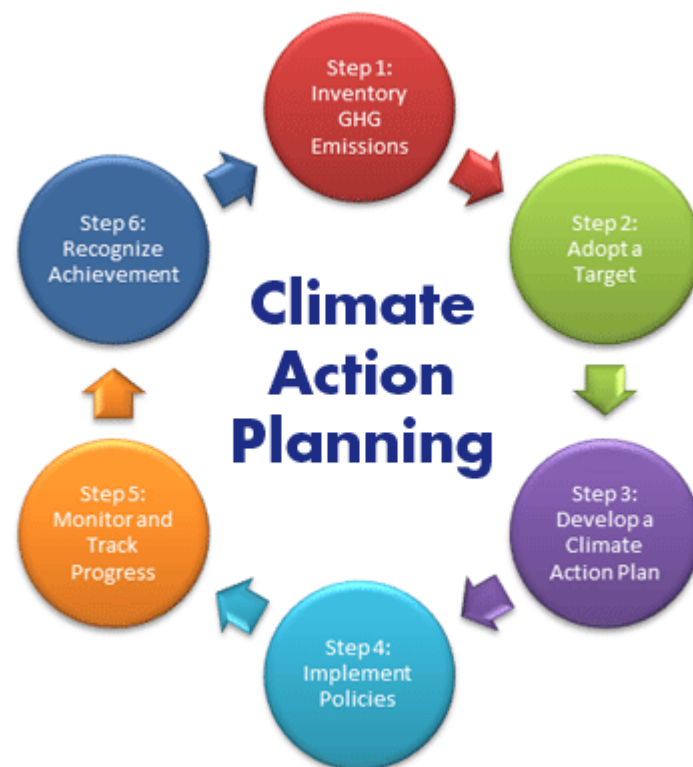 Step 1:
Inventory
GHG
Emissions
Step 2:
Adopt a
Target
Step 3:
Develop a
Climate
Action Plan
Step 4:
Implement
Policies
Step 5:
Monitor and
Track
Progress
Step 6:
Recognize
Achievement
Climate
Action
Planning